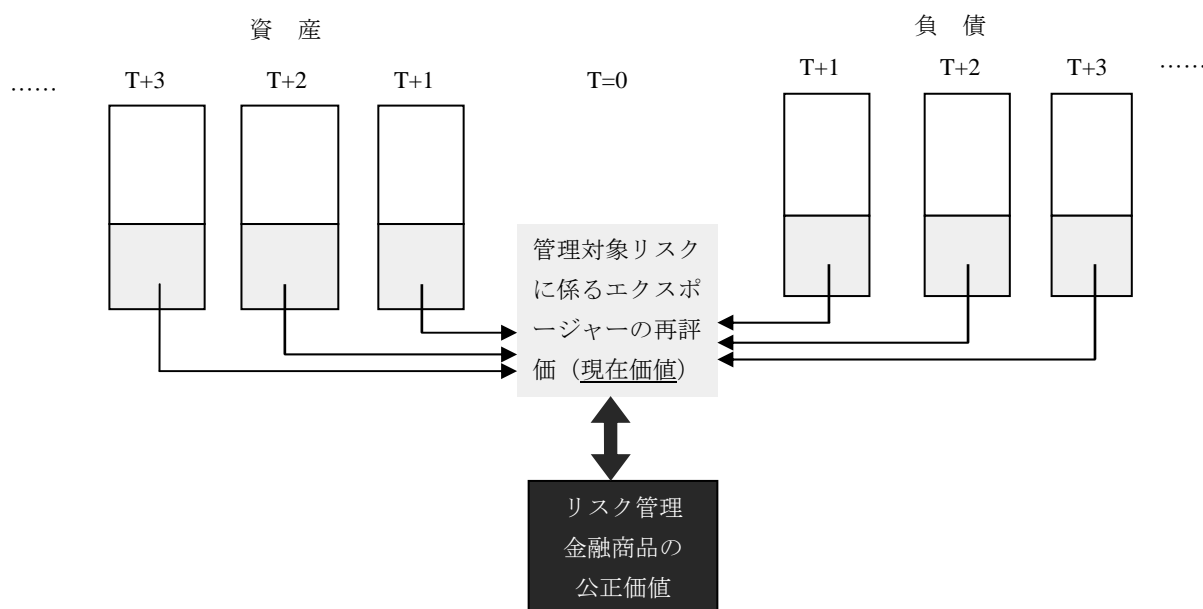 資 産
負 債
…… T+3 T+2 T+1 T=0 T+1 T+2 T+3 ……
管理対象リスク
に係るエクスポ
ージャーの再評
価（現在価値）
リスク管理
金融商品の
公正価値